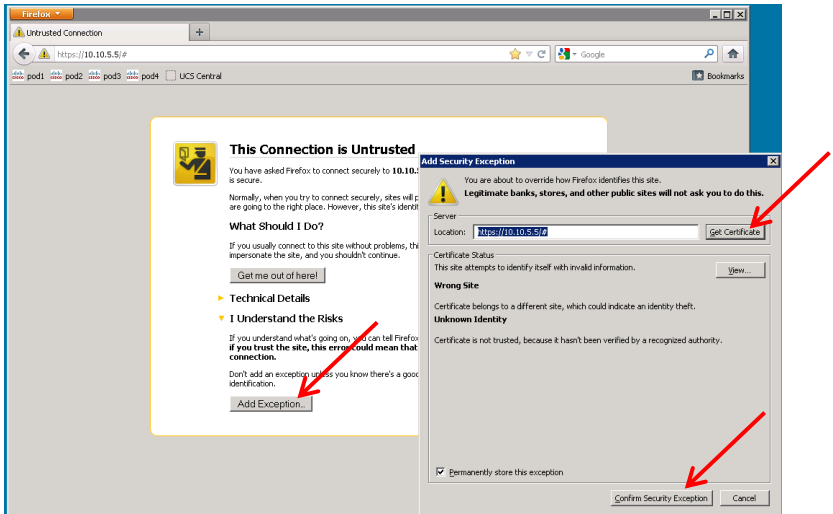 Firefox
Untrusted Connection
+
https://10.10.5.5/#
Google
pod1 pod2 pod3 pod4 UCS Central
Bookmarks
This Connection is Untrusted
You have asked Firefox to connect securely to 10.10.
is secure.
Normally, when you try to connect securely, sites will p
are going to the right place. However, this site's identit
What Should I Do?
If you usually connect to this site without problems, thi
impersonate the site, and you shouldn't continue.
Get me out of here!
Technical Details
I Understand the Risks
If you understand what's going on, you can tell Firefox
if you trust the site, this error could mean that
connection.
Don't add an exception unless you know there's a good
identification.
Add Exception...
Add Security Exception
You are about to override how Firefox identifies this site.
Legitimate banks, stores, and other public sites will not ask you to do this.
Server
Location: https://10.10.5.5/# Get Certificate
Certificate Status
This site attempts to identify itself with invalid information.
View...
Wrong Site
Certificate belongs to a different site, which could indicate an identity theft.
Unknown Identity
Certificate is not trusted, because it hasn't been verified by a recognized authority.
Permanently store this exception
Confirm Security Exception Cancel